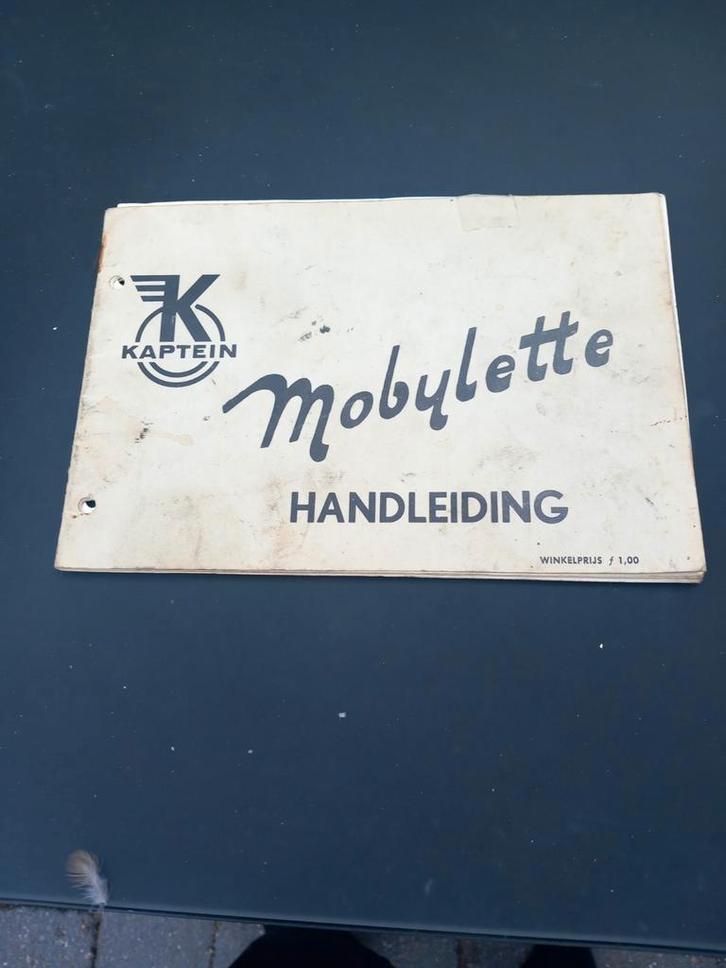 K
KAPTEIN
Mobylette
HANDLEIDING
WINKELPRIJS ƒ 1,00